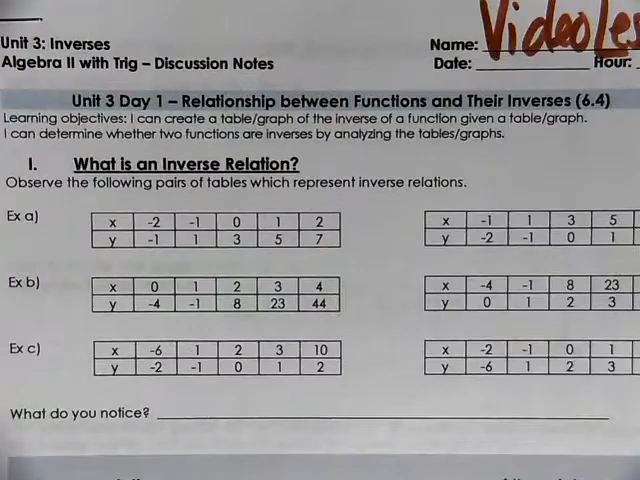 Unit 3: Inverses
Algebra II with Trig – Discussion Notes
Name: VideoLes
Date: ____________ Hour:
Unit 3 Day 1 – Relationship between Functions and Their Inverses (6.4)
Learning objectives: I can create a table/graph of the inverse of a function given a table/graph.
I can determine whether two functions are inverses by analyzing the tables/graphs.
I. What is an Inverse Relation?
Observe the following pairs of tables which represent inverse relations.
Ex a)
x -2 -1 0 1 2
y -1 1 3 5 7
x -1 1 3 5
y -2 -1 0 1
Ex b)
x 0 1 2 3 4
y -4 -1 8 23 44
x -4 -1 8 23
y 0 1 2 3
Ex c)
x -6 1 2 3 10
y -2 -1 0 1 2
x -2 -1 0 1
y -6 1 2 3
What do you notice? ____________